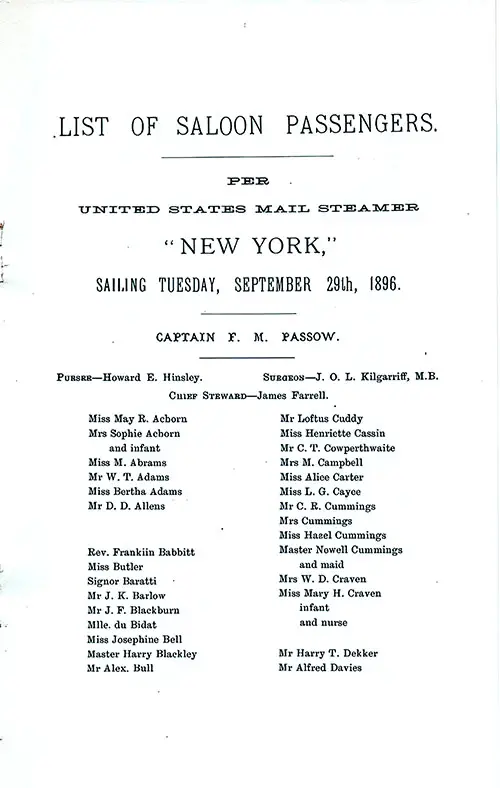 LIST OF SALOON PASSENGERS.
PER
UNITED STATES MAIL STEAMER
"NEW YORK,"
SAILING TUESDAY, SEPTEMBER 29th, 1896.
CAPTAIN F. M. PASSOW.
PURSER—Howard E. Hinsley. SURGEON—J. O. L. Kilgarriff, M.B.
CHIEF STEWARD—James Farrell.
Miss May R. Acborn
Mrs Sophie Acborn
and infant
Miss M. Abrams
Mr W. T. Adams
Miss Bertha Adams
Mr D. D. Allens
Rev. Frankiin Babbitt
Miss Butler
Signor Baratti
Mr J. K. Barlow
Mr J. F. Blackburn
Mlle. du Bidat
Miss Josephine Bell
Master Harry Blackley
Mr Alex. Bull
Mr Loftus Cuddy
Miss Henriette Cassin
Mr C. T. Cowperthwaite
Mrs M. Campbell
Miss Alice Carter
Miss L. G. Cayce
Mr C. R. Cummings
Mrs Cummings
Miss Hazel Cummings
Master Nowell Cummings
and maid
Mrs W. D. Craven
Miss Mary H. Craven
infant
and nurse
Mr Harry T. Dekker
Mr Alfred Davies